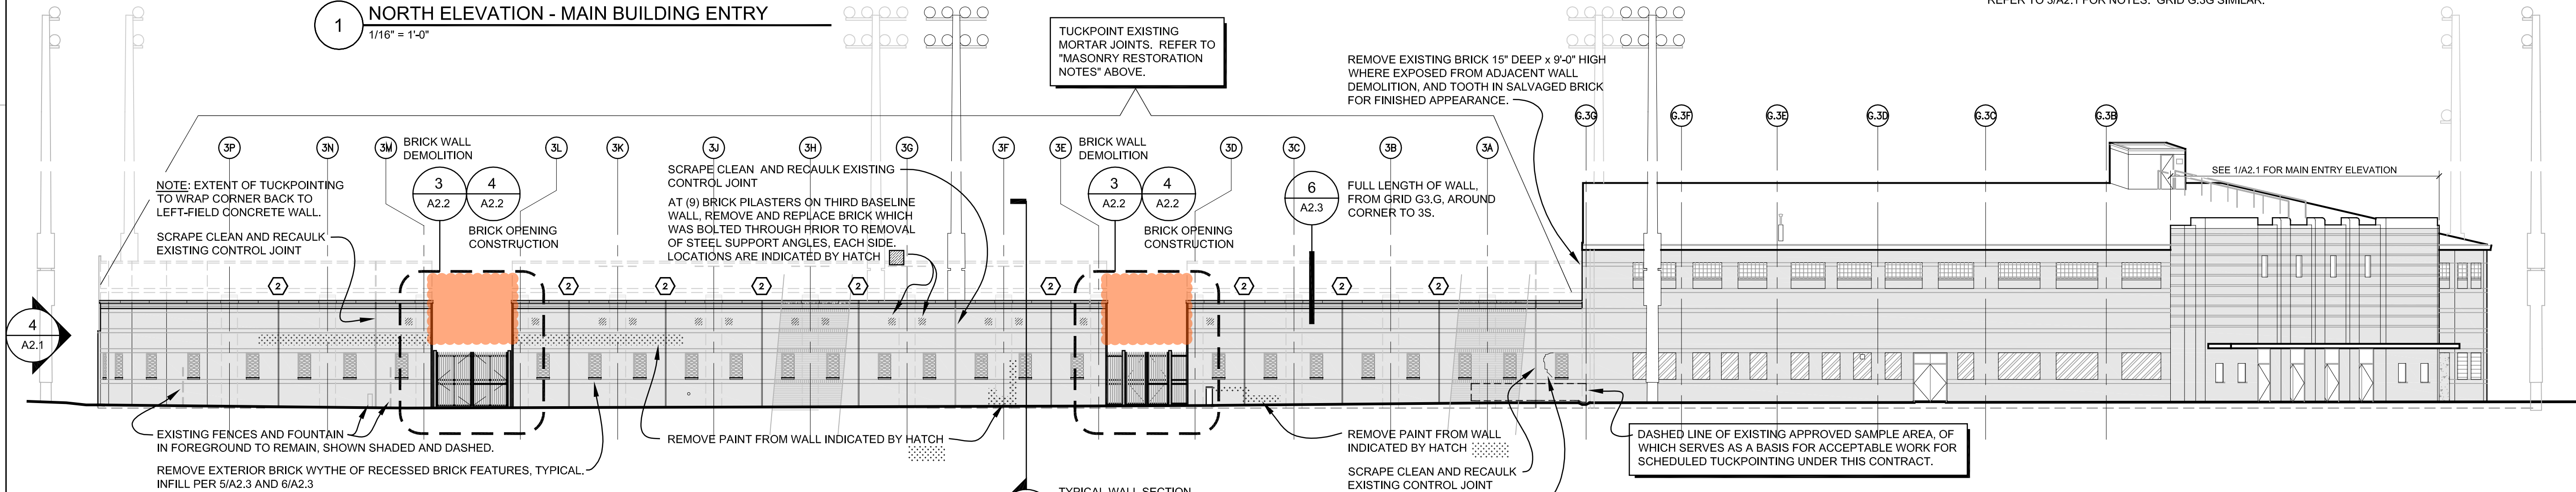 1
NORTH ELEVATION - MAIN BUILDING ENTRY
1/16" = 1'-0"
REFER TO 3/A2.1 FOR NOTES. GRID G.3G SIMILAR.
TUCKPOINT EXISTING
MORTAR JOINTS. REFER TO
"MASONRY RESTORATION
NOTES" ABOVE.
REMOVE EXISTING BRICK 15" DEEP x 9'-0" HIGH
WHERE EXPOSED FROM ADJACENT WALL
DEMOLITION, AND TOOTH IN SALVAGED BRICK
FOR FINISHED APPEARANCE.
G.3G
G.3F
G.3E
G.3D
G.3C
G.3B
3P
3N
3M
BRICK WALL
DEMOLITION
3L
3K
3J
3H
3G
3F
3E
BRICK WALL
DEMOLITION
3D
3C
3B
3A
NOTE: EXTENT OF TUCKPOINTING
TO WRAP CORNER BACK TO
LEFT-FIELD CONCRETE WALL.
SCRAPE CLEAN AND RECAULK
EXISTING CONTROL JOINT
3
A2.2
4
A2.2
BRICK OPENING
CONSTRUCTION
SCRAPE CLEAN AND RECAULK EXISTING
CONTROL JOINT
AT (9) BRICK PILASTERS ON THIRD BASELINE
WALL, REMOVE AND REPLACE BRICK WHICH
WAS BOLTED THROUGH PRIOR TO REMOVAL
OF STEEL SUPPORT ANGLES, EACH SIDE.
LOCATIONS ARE INDICATED BY HATCH
3
A2.2
4
A2.2
BRICK OPENING
CONSTRUCTION
6
A2.3
FULL LENGTH OF WALL,
FROM GRID G3.G, AROUND
CORNER TO 3S.
SEE 1/A2.1 FOR MAIN ENTRY ELEVATION
2
2
2
2
2
2
2
2
2
4
A2.1
EXISTING FENCES AND FOUNTAIN
IN FOREGROUND TO REMAIN, SHOWN SHADED AND DASHED.
REMOVE EXTERIOR BRICK WYTHE OF RECESSED BRICK FEATURES, TYPICAL.
INFILL PER 5/A2.3 AND 6/A2.3
REMOVE PAINT FROM WALL INDICATED BY HATCH
REMOVE PAINT FROM WALL
INDICATED BY HATCH
SCRAPE CLEAN AND RECAULK
EXISTING CONTROL JOINT
DASHED LINE OF EXISTING APPROVED SAMPLE AREA, OF
WHICH SERVES AS A BASIS FOR ACCEPTABLE WORK FOR
SCHEDULED TUCKPOINTING UNDER THIS CONTRACT.
TYPICAL WALL SECTION